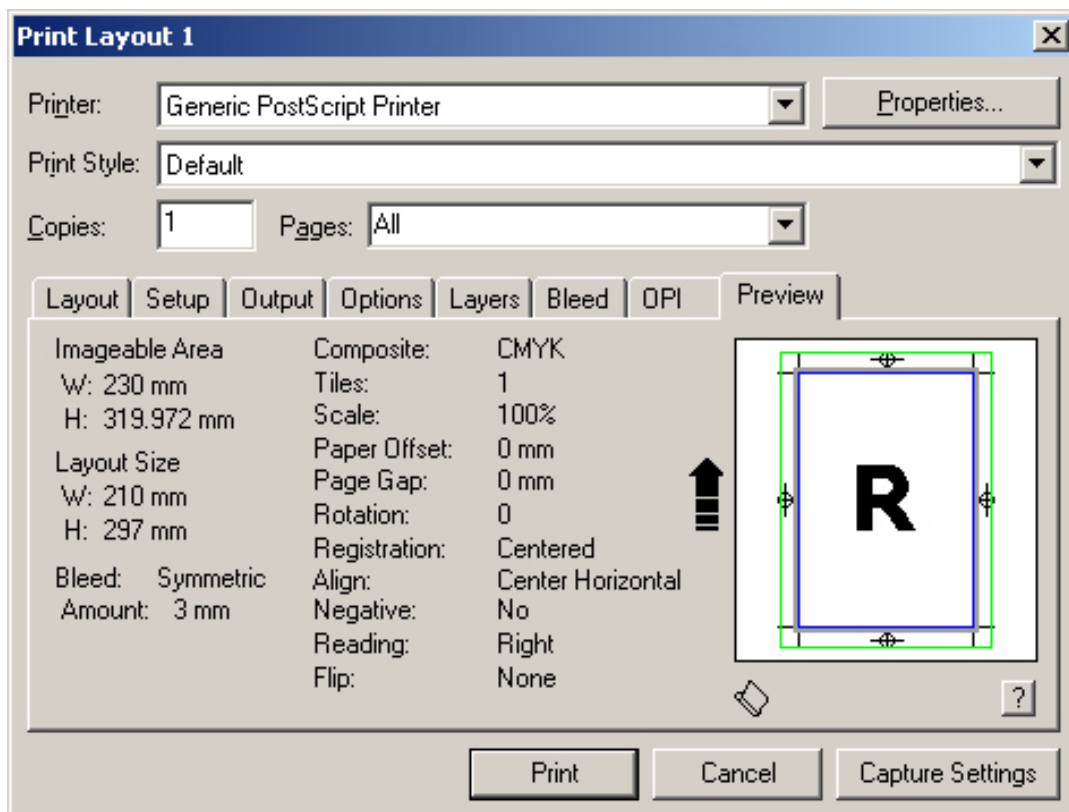 Print Layout 1
Printer: Generic PostScript Printer Properties...
Print Style: Default
Copies: 1 Pages: All
Layout Setup Output Options Layers Bleed OPI Preview
Imageable Area Composite: CMYK
W: 230 mm Tiles: 1
H: 319.972 mm Scale: 100%
Paper Offset: 0 mm
Layout Size Page Gap: 0 mm
W: 210 mm Rotation: 0
H: 297 mm Registration: Centered
Bleed: Symmetric Align: Center Horizontal
Amount: 3 mm Negative: No
Reading: Right
Flip: None
R
?
Print Cancel Capture Settings